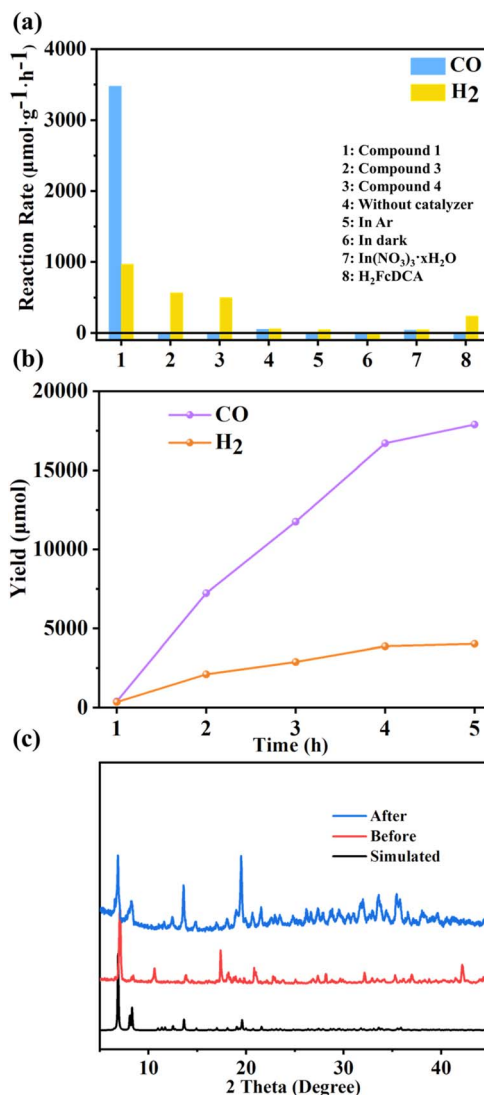 (a)
Reaction Rate (μmol·g⁻¹·h⁻¹)
4000
3000
2000
1000
0
CO
H2
1: Compound 1
2: Compound 3
3: Compound 4
4: Without catalyzer
5: In Ar
6: In dark
7: In(NO₃)₃·xH₂O
8: H₂FcDCA
1 2 3 4 5 6 7 8
(b)
Yield (μmol)
20000
15000
10000
5000
0
CO
H2
1 2 3 4 5
Time (h)
(c)
After
Before
Simulated
10 20 30 40
2 Theta (Degree)